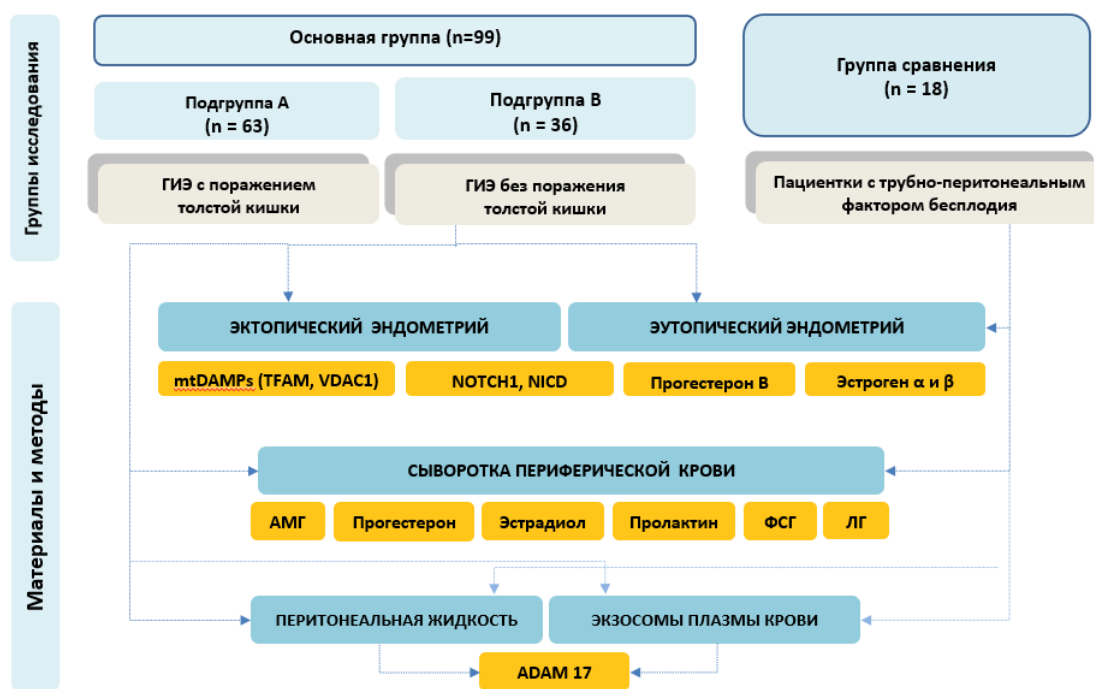 Группы исследования
Основная группа (n=99)
Группа сравнения
(n = 18)
Подгруппа А
(n = 63)
Подгруппа В
(n = 36)
ГИЭ с поражением
толстой кишки
ГИЭ без поражения
толстой кишки
Пациентки с трубно-перитонеальным
фактором бесплодия
Материалы и методы
ЭКТОПИЧЕСКИЙ ЭНДОМЕТРИЙ
ЭУТОПИЧЕСКИЙ ЭНДОМЕТРИЙ
mtDAMPs (TFAM, VDAC1)
NOTCH1, NICD
Прогестерон В
Эстроген α и β
СЫВОРОТКА ПЕРИФЕРИЧЕСКОЙ КРОВИ
АМГ
Прогестерон
Эстрадиол
Пролактин
ФСГ
ЛГ
ПЕРИТОНЕАЛЬНАЯ ЖИДКОСТЬ
ЭКЗОСОМЫ ПЛАЗМЫ КРОВИ
ADAM 17